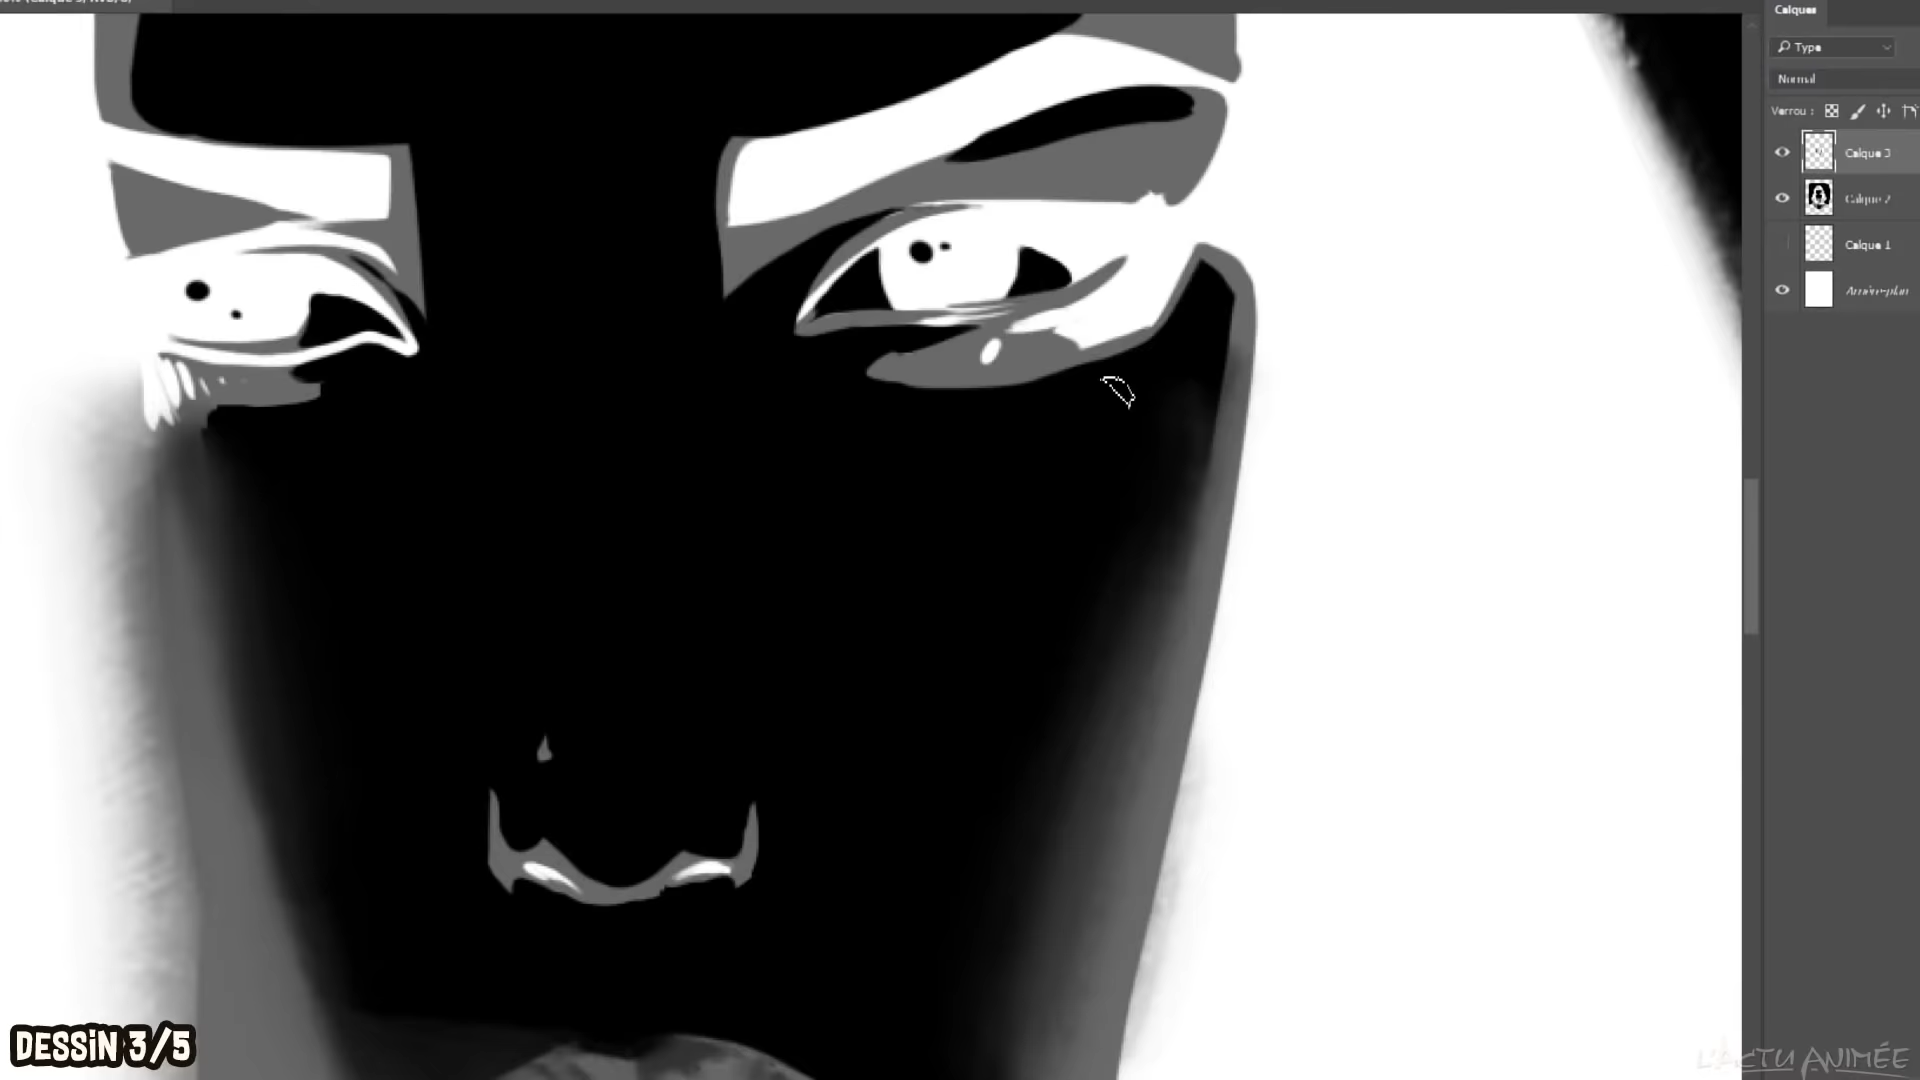 Calques
Type
Normal
Verrou :
Calque 3
Calque 2
Calque 1
Arrière-plan
DESSIN 3/5
L'ACTU ANIMÉE